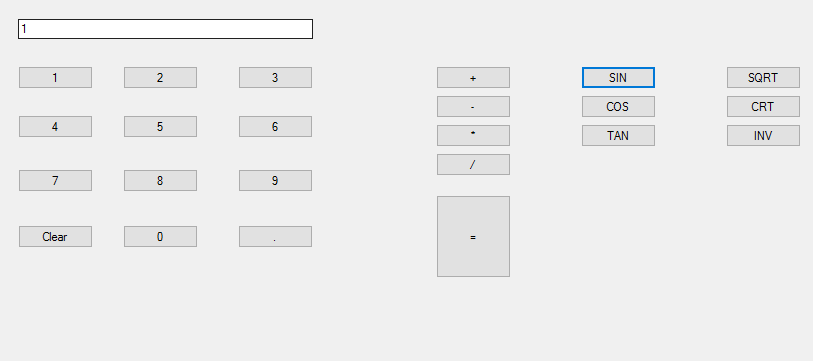 1
1 2 3 + SIN SQRT
- COS CRT
4 5 6 * TAN INV
/
7 8 9
Clear 0 . =